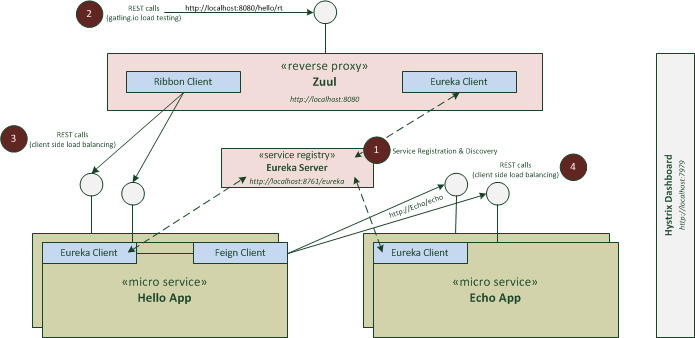 2
REST calls
(gatling.io load testing)
http://localhost:8080/hello/rt
«reverse proxy»
Zuul
Ribbon Client
Eureka Client
http://localhost:8080
3
REST calls
(client side load balancing)
1
Service Registration & Discovery
«service registry»
Eureka Server
http://localhost:8761/eureka
REST calls
(client side load balancing)
4
http://Echo/echo
Eureka Client
Feign Client
«micro service»
Hello App
Eureka Client
«micro service»
Echo App
Hystrix Dashboard
http://localhost:7979